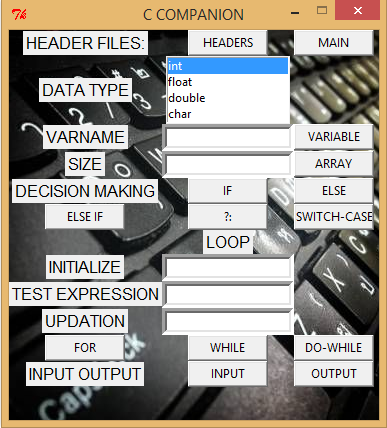 C COMPANION
HEADER FILES: HEADERS MAIN
DATA TYPE
int
float
double
char
VARNAME VARIABLE
SIZE ARRAY
DECISION MAKING IF ELSE
ELSE IF ?: SWITCH-CASE
LOOP
INITIALIZE
TEST EXPRESSION
UPDATION
FOR WHILE DO-WHILE
INPUT OUTPUT INPUT OUTPUT